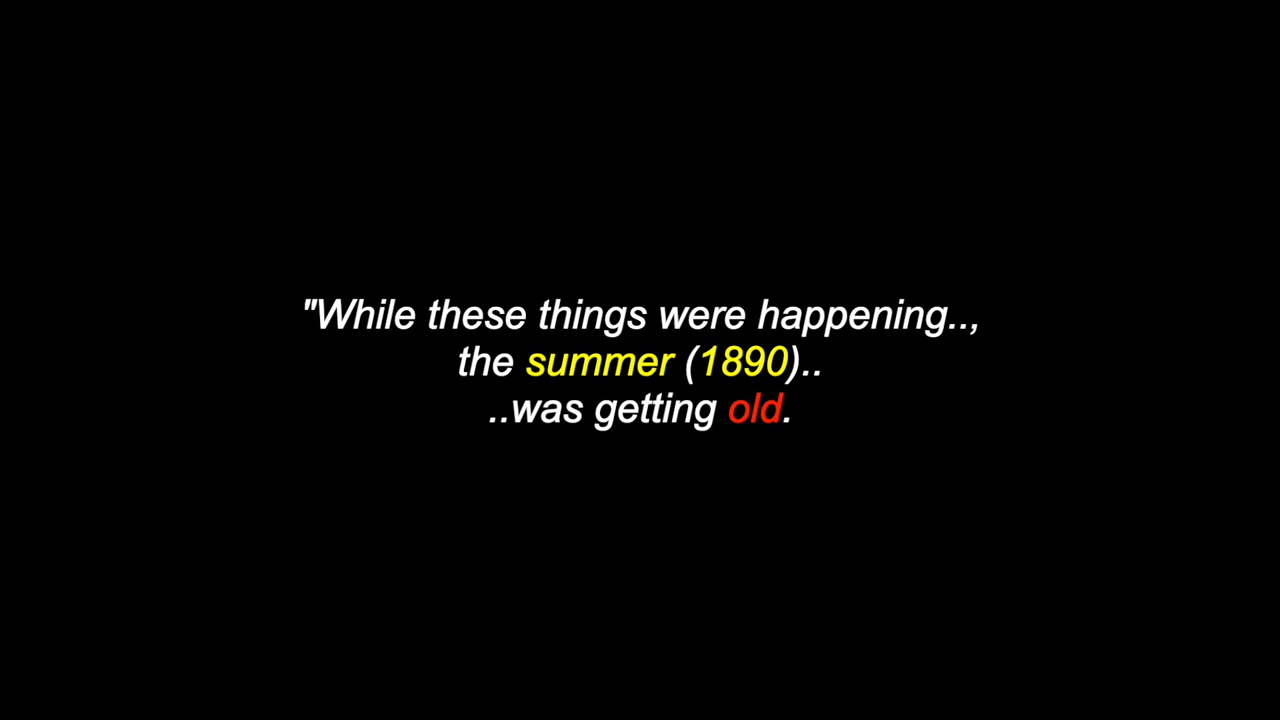 "While these things were happening..,
the summer (1890)..
..was getting old.